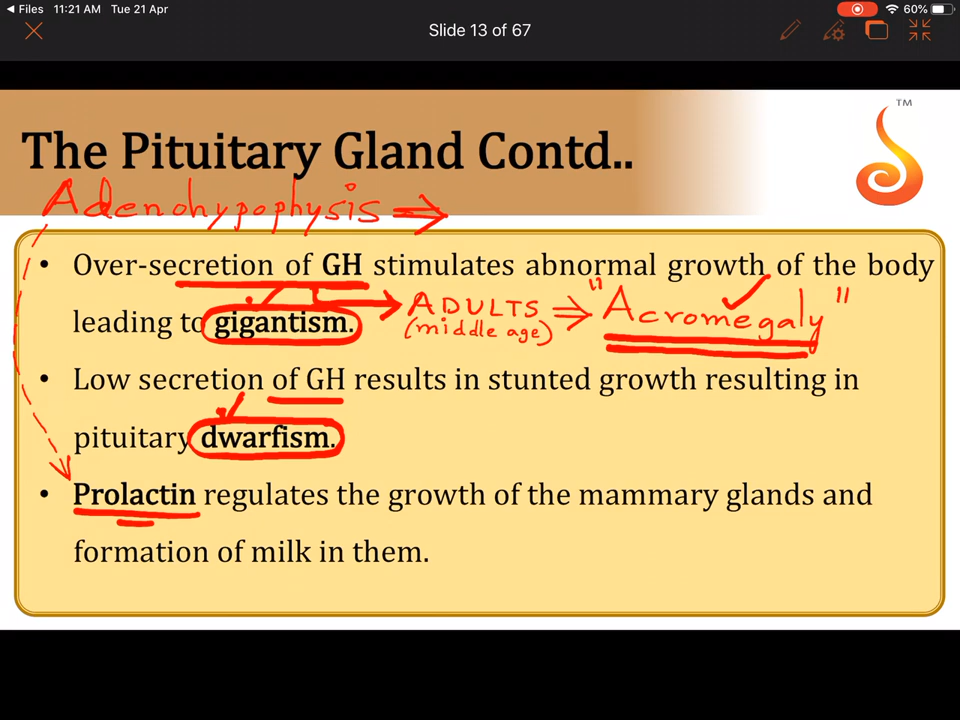 Files 11:21 AM Tue 21 Apr 60%
Slide 13 of 67
TM
The Pituitary Gland Contd..
Adenohypophysis ⇒
• Over-secretion of GH stimulates abnormal growth of the body
leading to gigantism. → ADULTS (middle age) ⇒ "Acromegaly"
• Low secretion of GH results in stunted growth resulting in
pituitary dwarfism.
• Prolactin regulates the growth of the mammary glands and
formation of milk in them.